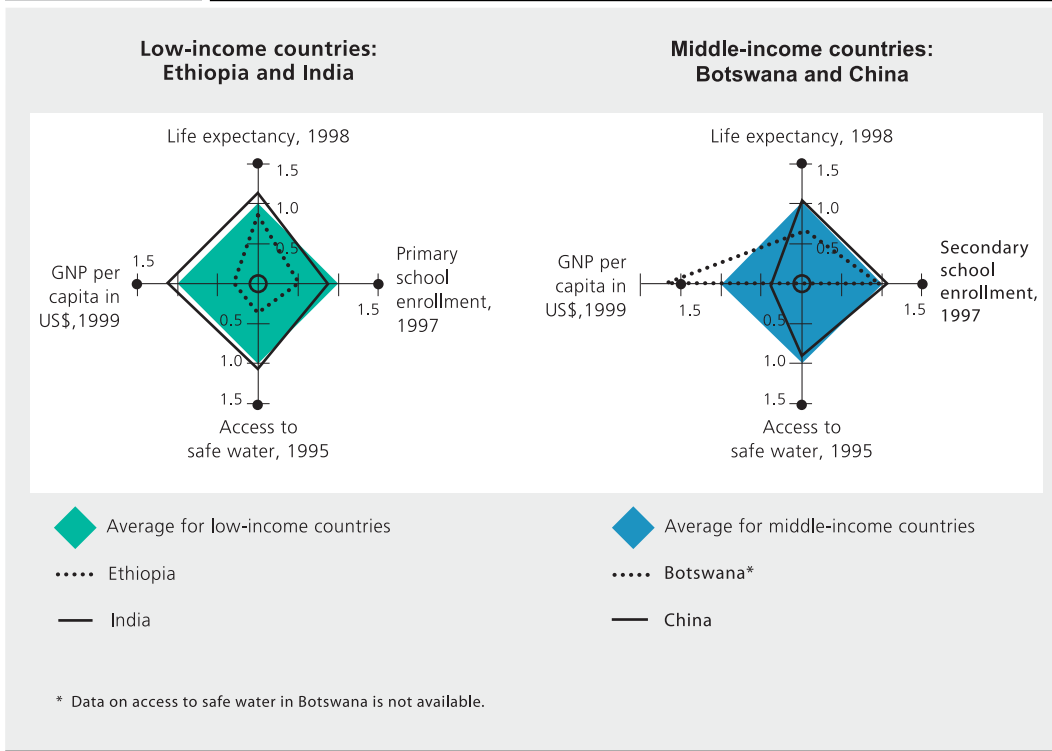 Low-income countries:
Ethiopia and India
Life expectancy, 1998
1.5
1.0
0.5
1.5
GNP per
capita in
US$,1999
Primary
school
enrollment,
1997
1.5
0.5
1.0
1.5
Access to
safe water, 1995
Average for low-income countries
Ethiopia
India
Middle-income countries:
Botswana and China
Life expectancy, 1998
1.5
1.0
0.5
GNP per
capita in
US$,1999
1.5
Secondary
school
enrollment,
1997
1.5
0.5
1.0
1.5
Access to
safe water, 1995
Average for middle-income countries
Botswana*
China
* Data on access to safe water in Botswana is not available.